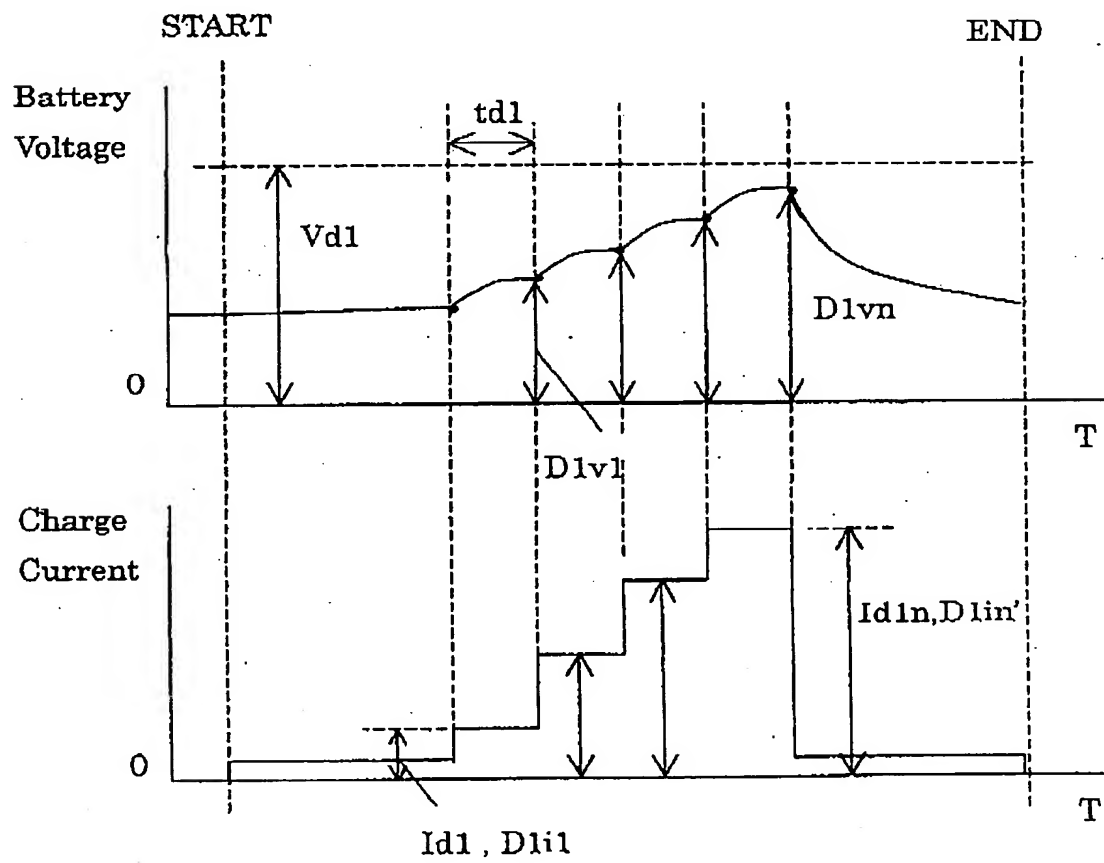 START
END
Battery
Voltage
td1
Vd1
D1vn
0
T
D1v1
Charge
Current
Id1n,D1in'
0
T
Id1 , D1i1